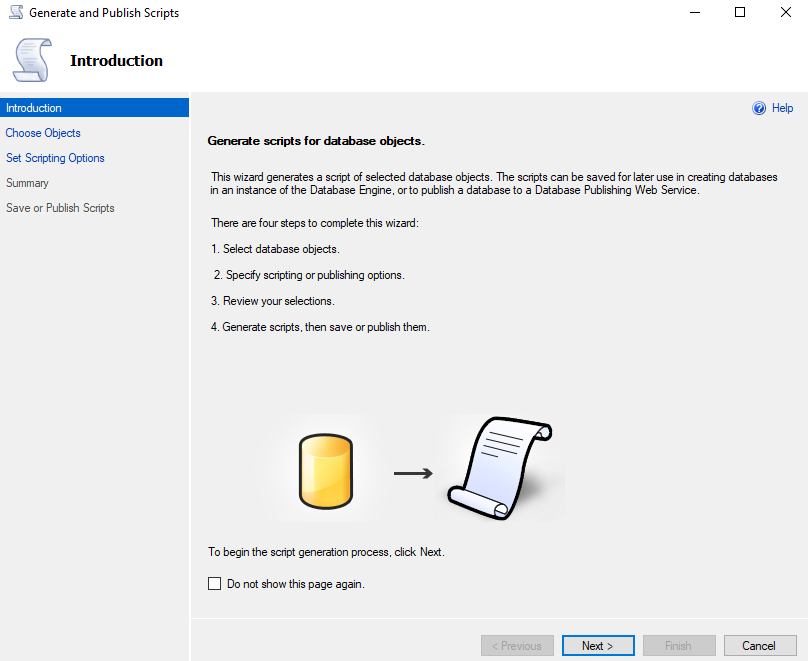 Generate and Publish Scripts
Introduction
Introduction
Choose Objects
Set Scripting Options
Summary
Save or Publish Scripts
Help
Generate scripts for database objects.
This wizard generates a script of selected database objects. The scripts can be saved for later use in creating databases
in an instance of the Database Engine, or to publish a database to a Database Publishing Web Service.
There are four steps to complete this wizard:
1. Select database objects.
2. Specify scripting or publishing options.
3. Review your selections.
4. Generate scripts, then save or publish them.
To begin the script generation process, click Next.
Do not show this page again.
< Previous
Next >
Finish
Cancel